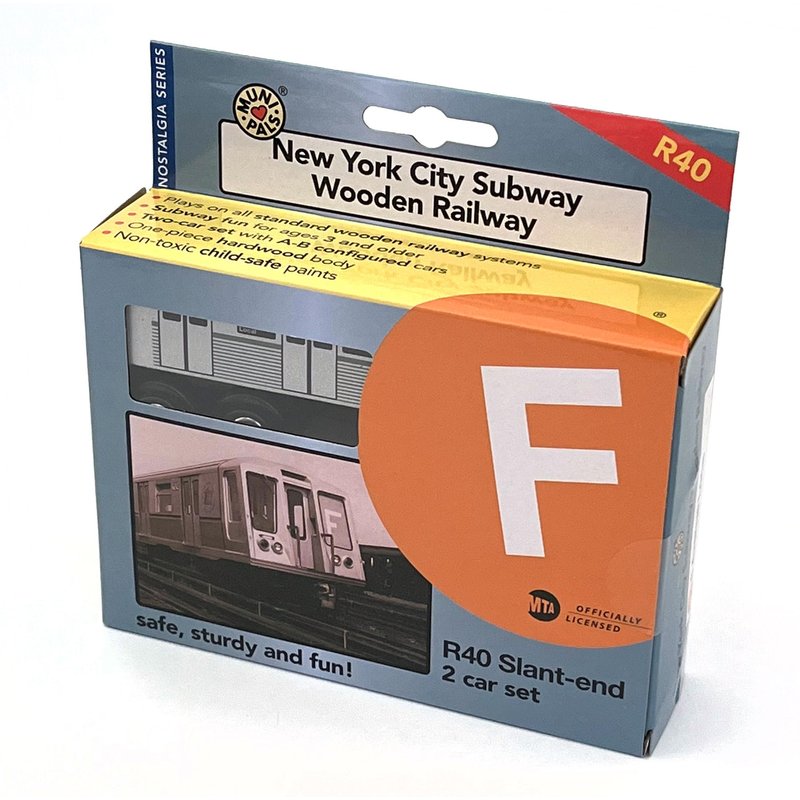 NOSTALGIA SERIES
MUNI
PALS
®
New York City Subway
Wooden Railway
R40
• Plays on all standard wooden railway systems
• Subway fun for ages 3 and older
• Two-car set with A-B configured cars
• One-piece hardwood body
• Non-toxic child-safe paints
®
Local
F
F
MTA
OFFICIALLY
LICENSED
safe, sturdy and fun!
R40 Slant-end
2 car set